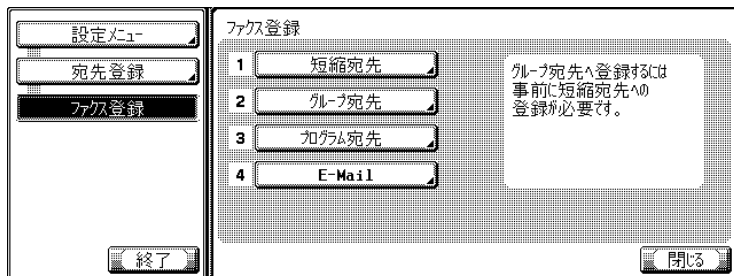 設定ﾒﾆｭｰ
宛先登録
ﾌｧｸｽ登録
終了
ﾌｧｸｽ登録
1 短縮宛先
2 ｸﾞﾙｰﾌﾟ宛先
3 ﾌﾟﾛｸﾞﾗﾑ宛先
4 E-Mail
ｸﾞﾙｰﾌﾟ宛先へ登録するには
事前に短縮宛先への
登録が必要です。
閉じる